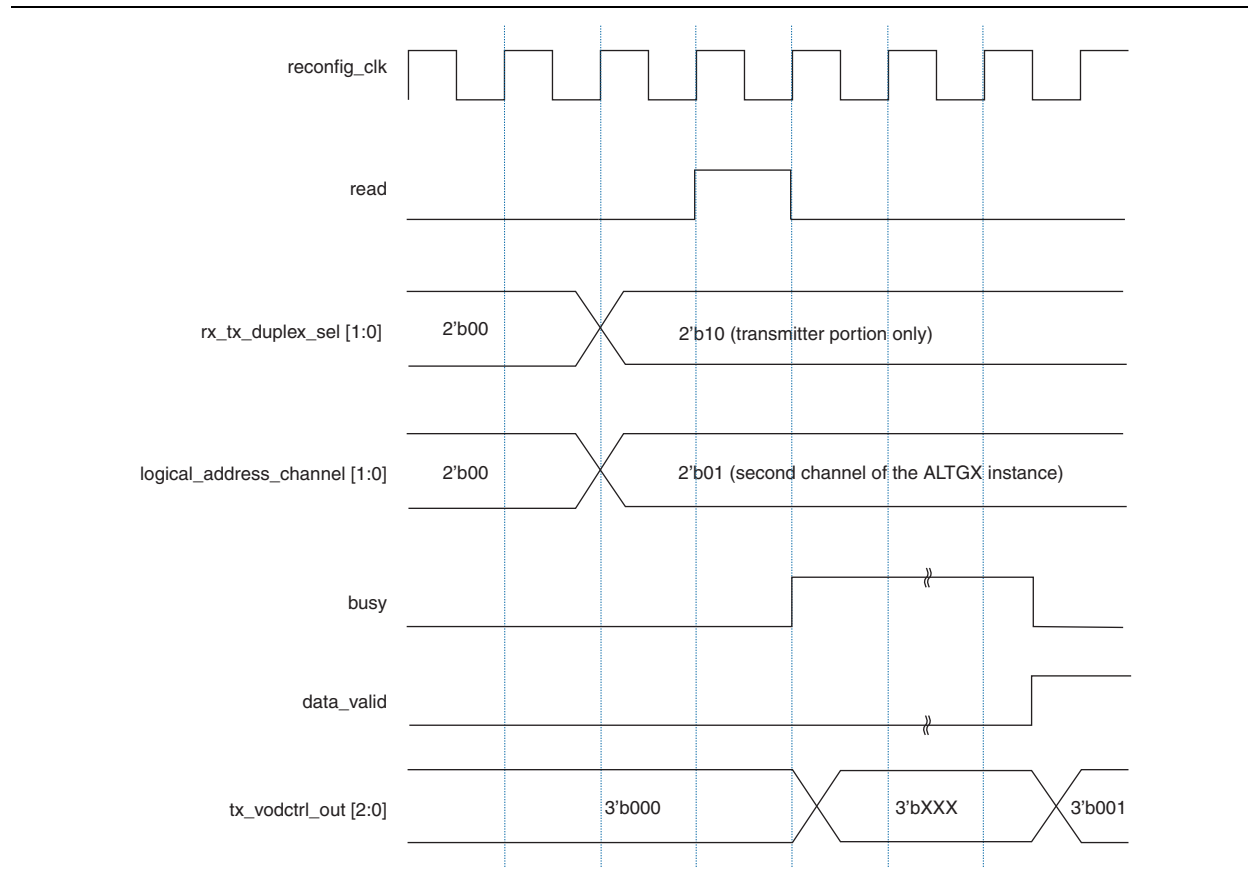 reconfig_clk
read
rx_tx_duplex_sel [1:0]
2'b00
2'b10 (transmitter portion only)
logical_address_channel [1:0]
2'b00
2'b01 (second channel of the ALTGX instance)
busy
data_valid
tx_vodctrl_out [2:0]
3'b000
3'bXXX
3'b001